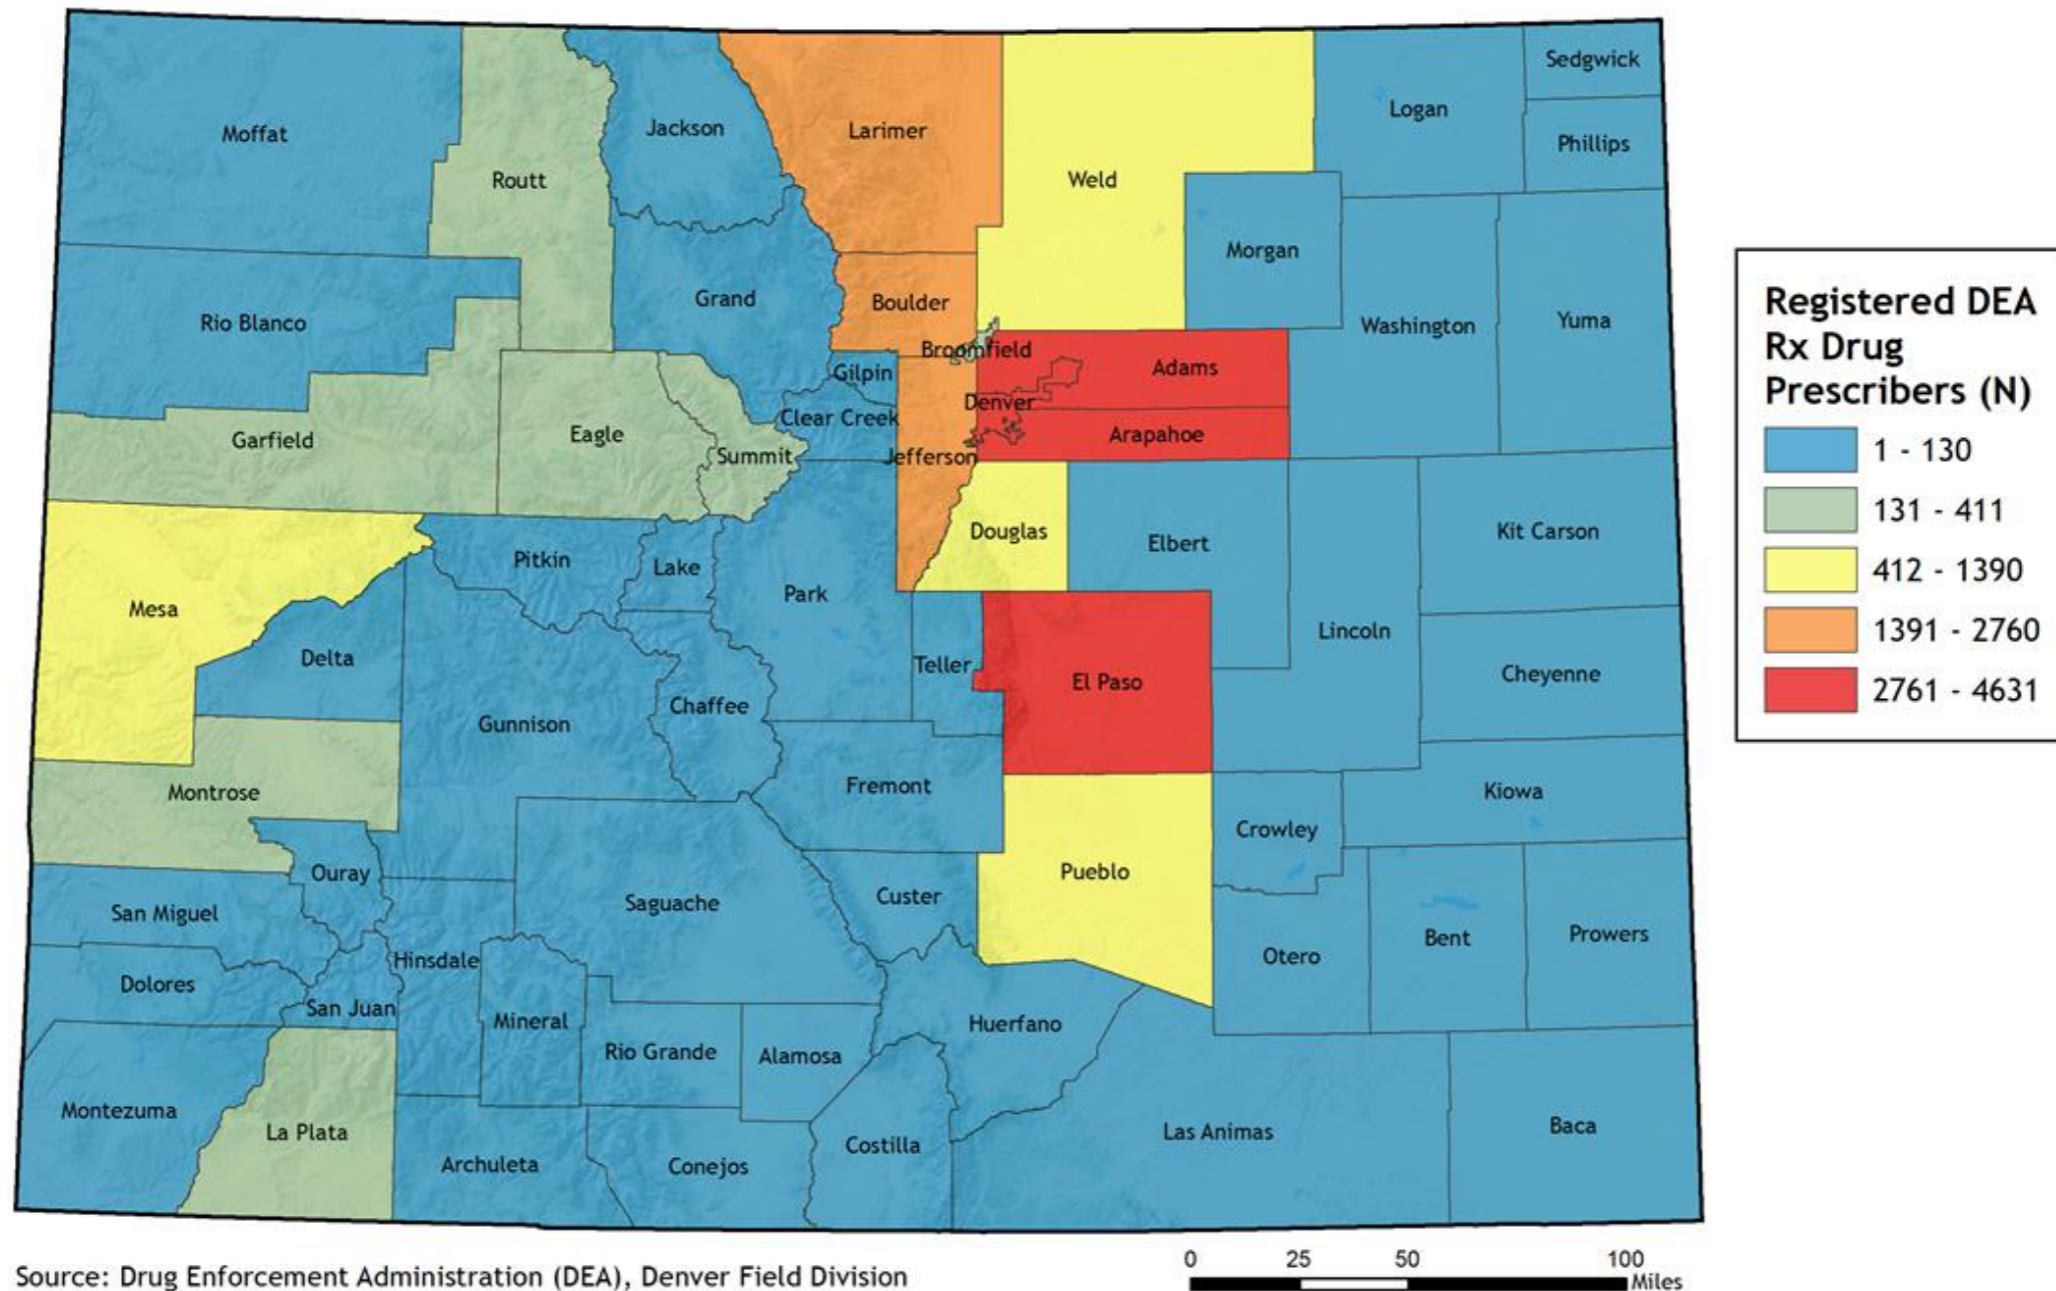 Sedgwick
Logan
Moffat
Jackson
Larimer
Phillips
Routt
Weld
Morgan
Grand
Boulder
Rio Blanco
Washington
Yuma
Broomfield
Gilpin
Adams
Denver
Clear Creek
Garfield
Eagle
Arapahoe
Summit
Jefferson
Douglas
Kit Carson
Elbert
Pitkin
Lake
Park
Mesa
Lincoln
Delta
Teller
Cheyenne
El Paso
Chaffee
Gunnison
Fremont
Kiowa
Montrose
Crowley
Ouray
Pueblo
Custer
Saguache
San Miguel
Prowers
Bent
Otero
Hinsdale
Dolores
San Juan
Mineral
Huerfano
Rio Grande
Alamosa
Montezuma
Baca
La Plata
Las Animas
Costilla
Archuleta
Conejos
Registered DEA
Rx Drug
Prescribers (N)
1 - 130
131 - 411
412 - 1390
1391 - 2760
2761 - 4631
Source: Drug Enforcement Administration (DEA), Denver Field Division
0 25 50 100
Miles